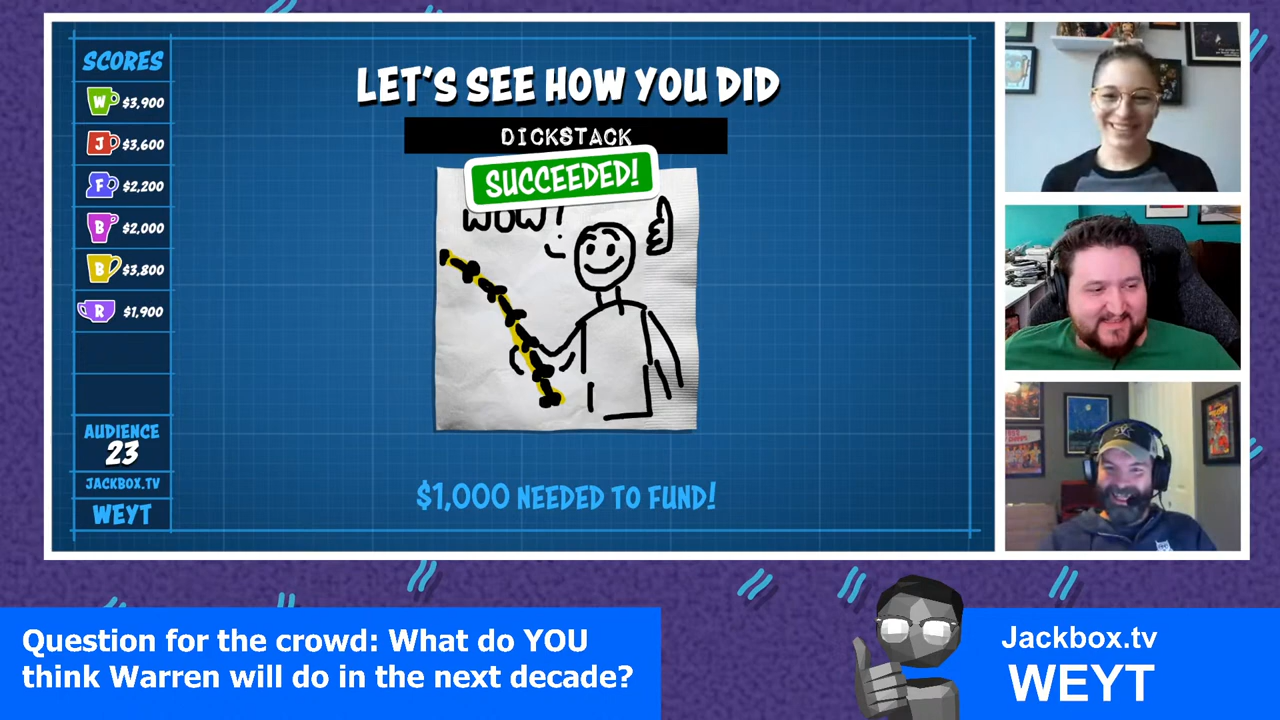 SCORES
W $3,900
J $3,600
F $2,200
B $2,000
B $3,800
R $1,900
AUDIENCE
23
JACKBOX.TV
WEYT
LET'S SEE HOW YOU DID
DICKSTACK
SUCCEEDED!
WOW!
$1,000 NEEDED TO FUND!
Question for the crowd: What do YOU
think Warren will do in the next decade?
Jackbox.tv
WEYT